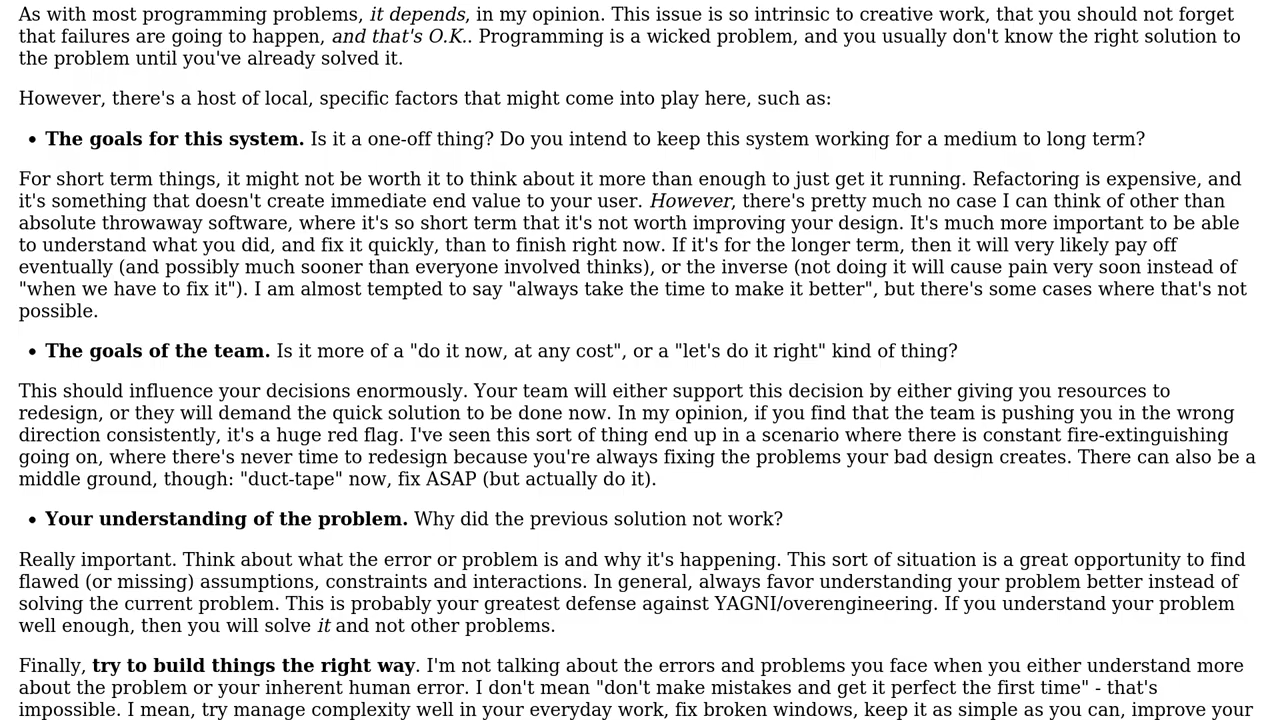 As with most programming problems, it depends, in my opinion. This issue is so intrinsic to creative work, that you should not forget
that failures are going to happen, and that's O.K.. Programming is a wicked problem, and you usually don't know the right solution to
the problem until you've already solved it.
However, there's a host of local, specific factors that might come into play here, such as:
• The goals for this system. Is it a one-off thing? Do you intend to keep this system working for a medium to long term?
For short term things, it might not be worth it to think about it more than enough to just get it running. Refactoring is expensive, and
it's something that doesn't create immediate end value to your user. However, there's pretty much no case I can think of other than
absolute throwaway software, where it's so short term that it's not worth improving your design. It's much more important to be able
to understand what you did, and fix it quickly, than to finish right now. If it's for the longer term, then it will very likely pay off
eventually (and possibly much sooner than everyone involved thinks), or the inverse (not doing it will cause pain very soon instead of
"when we have to fix it"). I am almost tempted to say "always take the time to make it better", but there's some cases where that's not
possible.
• The goals of the team. Is it more of a "do it now, at any cost", or a "let's do it right" kind of thing?
This should influence your decisions enormously. Your team will either support this decision by either giving you resources to
redesign, or they will demand the quick solution to be done now. In my opinion, if you find that the team is pushing you in the wrong
direction consistently, it's a huge red flag. I've seen this sort of thing end up in a scenario where there is constant fire-extinguishing
going on, where there's never time to redesign because you're always fixing the problems your bad design creates. There can also be a
middle ground, though: "duct-tape" now, fix ASAP (but actually do it).
• Your understanding of the problem. Why did the previous solution not work?
Really important. Think about what the error or problem is and why it's happening. This sort of situation is a great opportunity to find
flawed (or missing) assumptions, constraints and interactions. In general, always favor understanding your problem better instead of
solving the current problem. This is probably your greatest defense against YAGNI/overengineering. If you understand your problem
well enough, then you will solve it and not other problems.
Finally, try to build things the right way. I'm not talking about the errors and problems you face when you either understand more
about the problem or your inherent human error. I don't mean "don't make mistakes and get it perfect the first time" - that's
impossible. I mean, try manage complexity well in your everyday work, fix broken windows, keep it as simple as you can, improve your